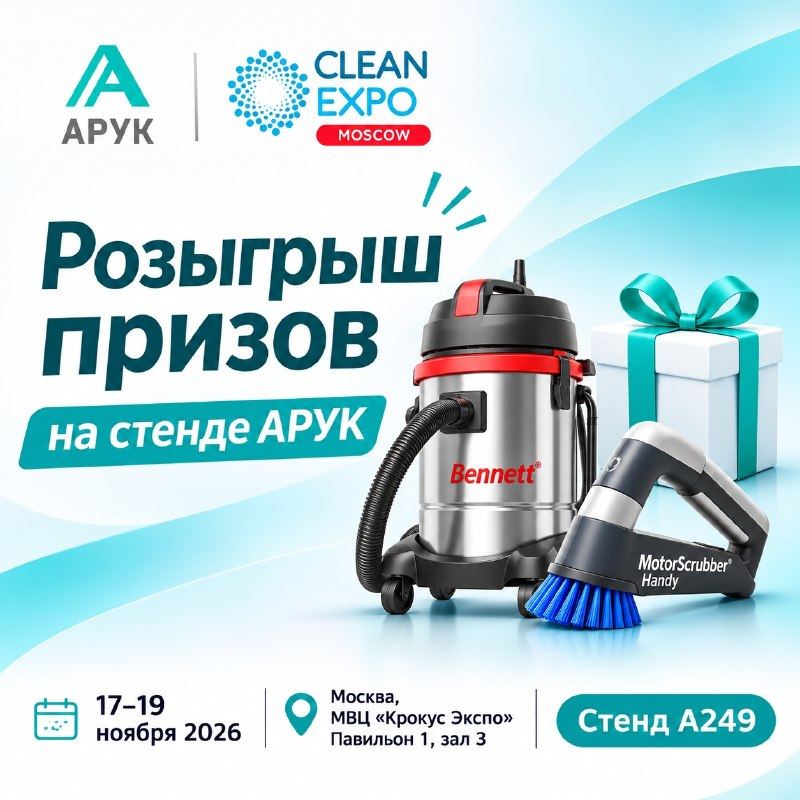 АРУК
CLEAN
EXPO
MOSCOW
Розыгрыш
призов
на стенде АРУК
Bennett®
MotorScrubber®
Handy
17–19
ноября 2026
Москва,
МВЦ «Крокус Экспо»
Павильон 1, зал 3
Стенд А249